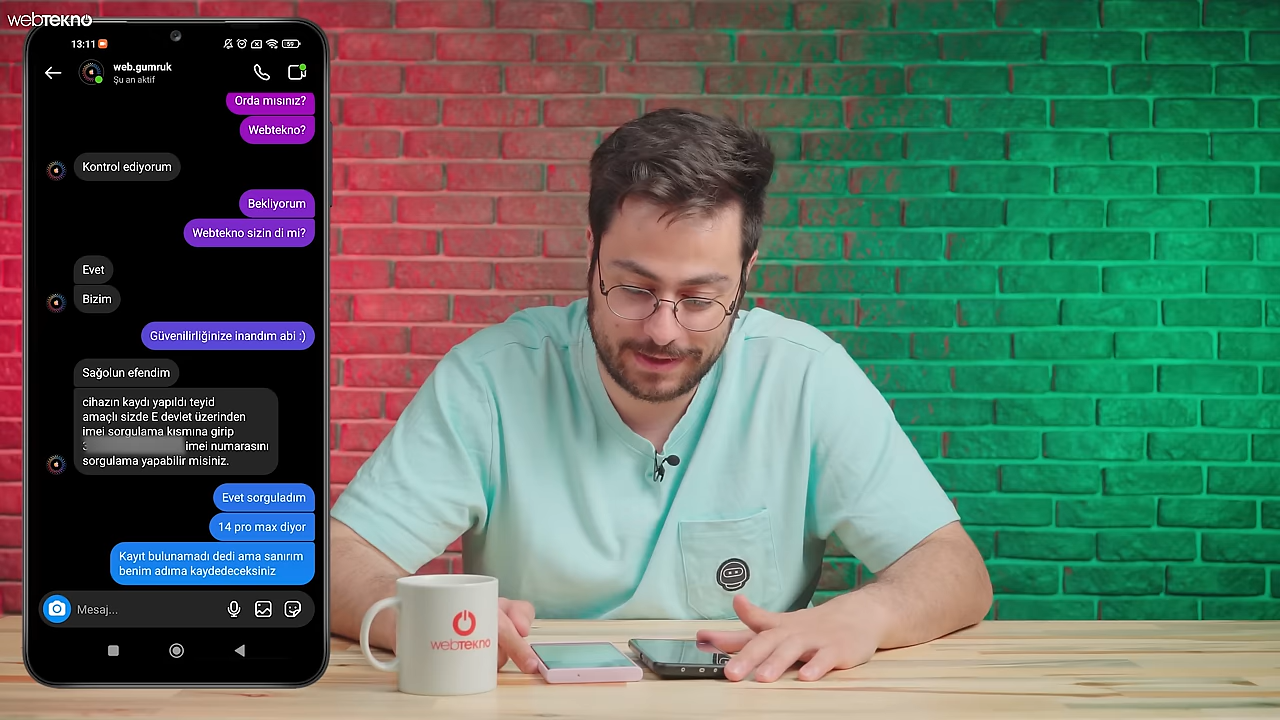 webTEKNO
13:11
59
web.gumruk
Şu an aktif
Orda mısınız?
Webtekno?
Kontrol ediyorum
Bekliyorum
Webtekno sizin di mi?
Evet
Bizim
Güvenilirliğinize inandım abi :)
Sağolun efendim
cihazın kaydı yapıldı teyid
amaçlı sizde E devlet üzerinden
imei sorgulama kısmına girip
imei numarasını
sorgulama yapabilir misiniz.
Evet sorguladım
14 pro max diyor
Kayıt bulunamadı dedi ama sanırım
benim adıma kaydedeceksiniz
Mesaj...
webTEKNO